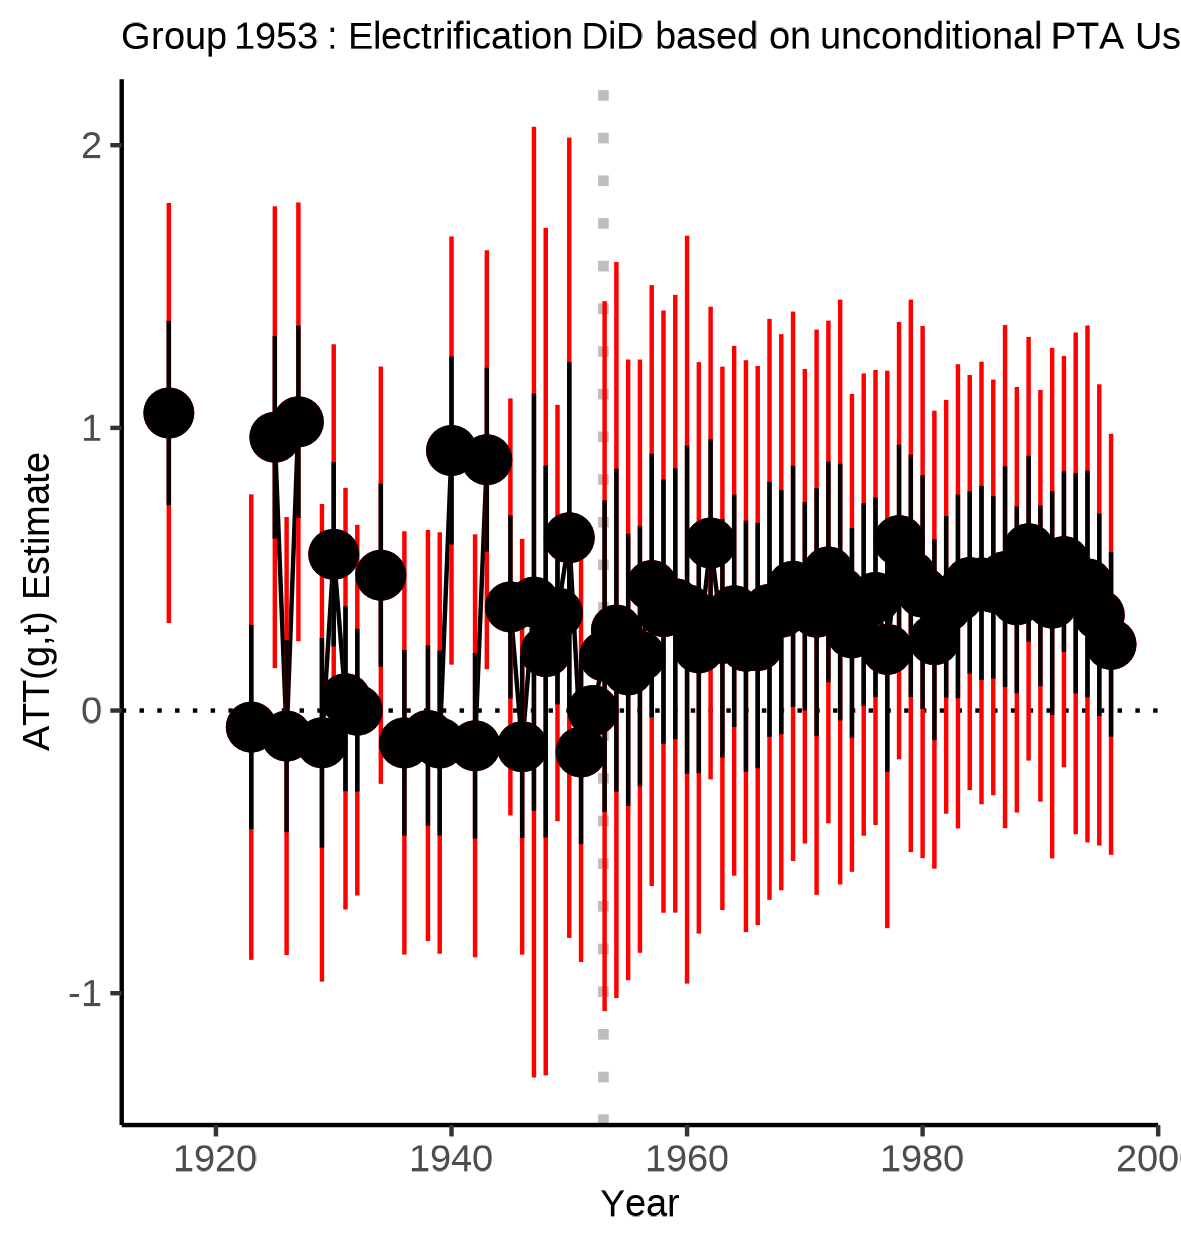 Group 1953 : Electrification DiD based on unconditional PTA Us
2
1
0
-1
ATT(g,t) Estimate
1920 1940 1960 1980 200
Year